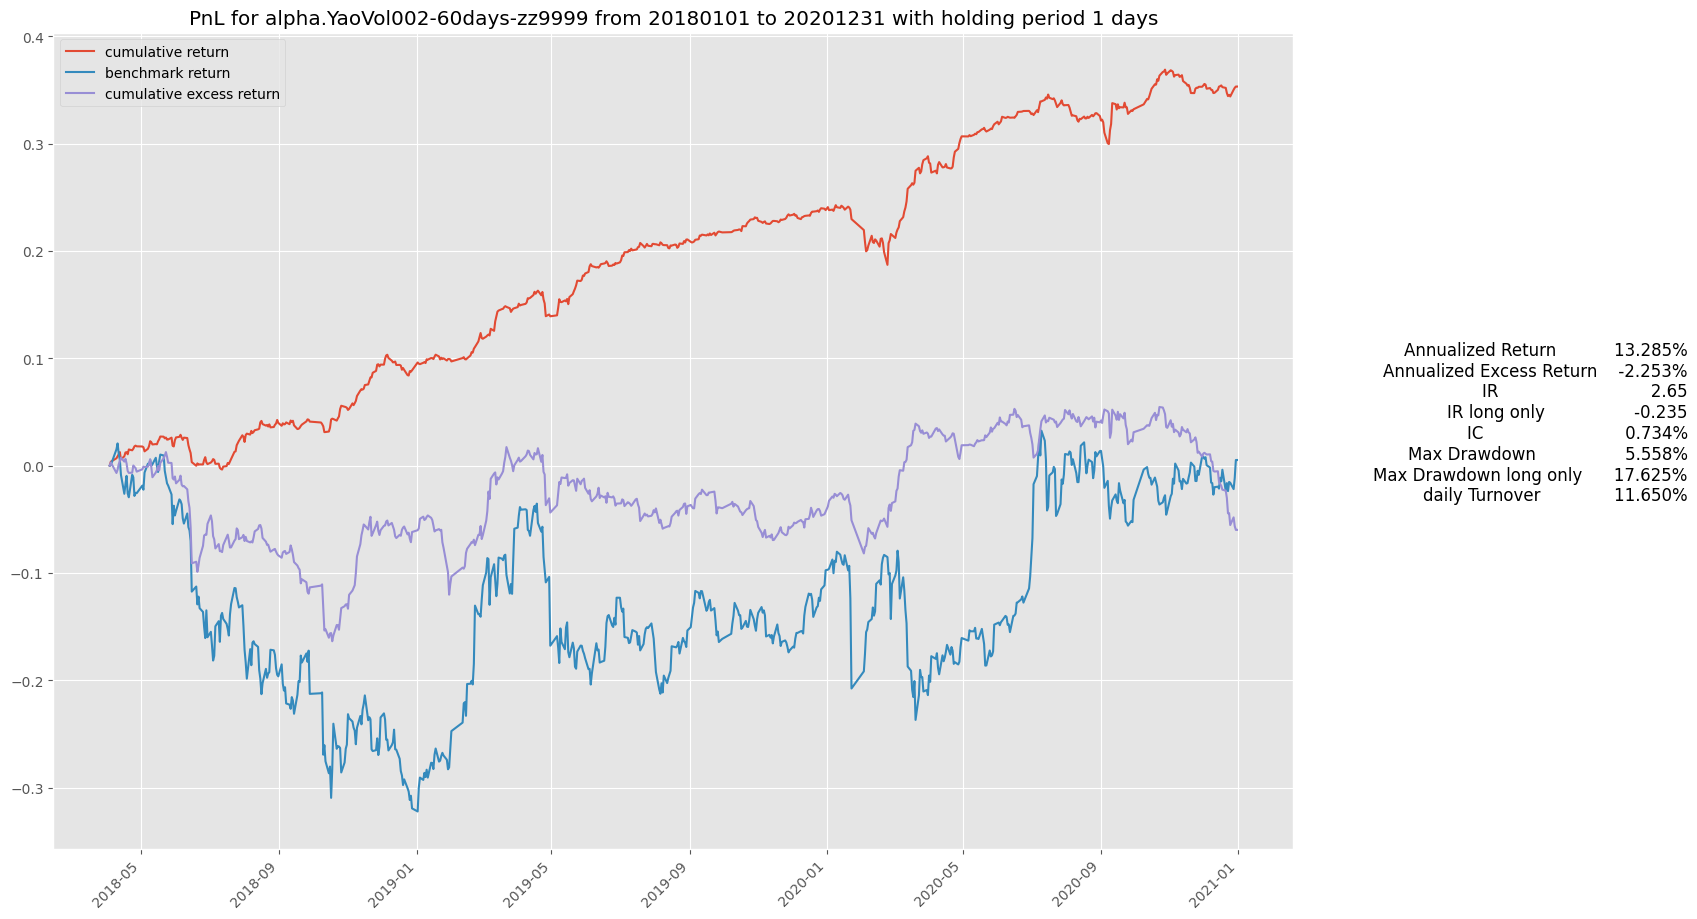 PnL for alpha.YaoVol002-60days-zz9999 from 20180101 to 20201231 with holding period 1 days
cumulative return
benchmark return
cumulative excess return
0.4
0.3
0.2
0.1
0.0
−0.1
−0.2
−0.3
2018-05
2018-09
2019-01
2019-05
2019-09
2020-01
2020-05
2020-09
2021-01
Annualized Return 13.285%
Annualized Excess Return -2.253%
IR 2.65
IR long only -0.235
IC 0.734%
Max Drawdown 5.558%
Max Drawdown long only 17.625%
daily Turnover 11.650%